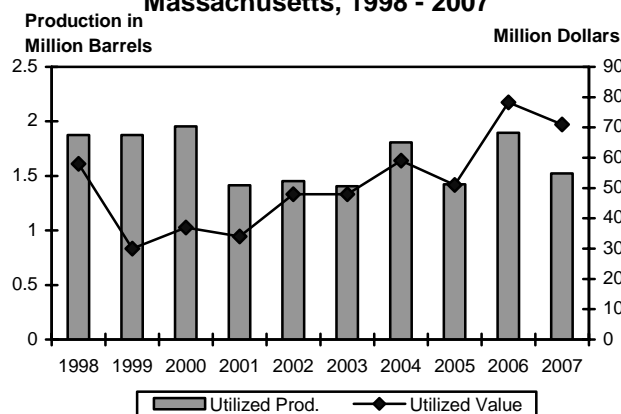 Massachusetts, 1998 - 2007
Production in
Million Barrels
Million Dollars
2.5
2
1.5
1
0.5
0
90
80
70
60
50
40
30
20
10
0
1998 1999 2000 2001 2002 2003 2004 2005 2006 2007
Utilized Prod. Utilized Value